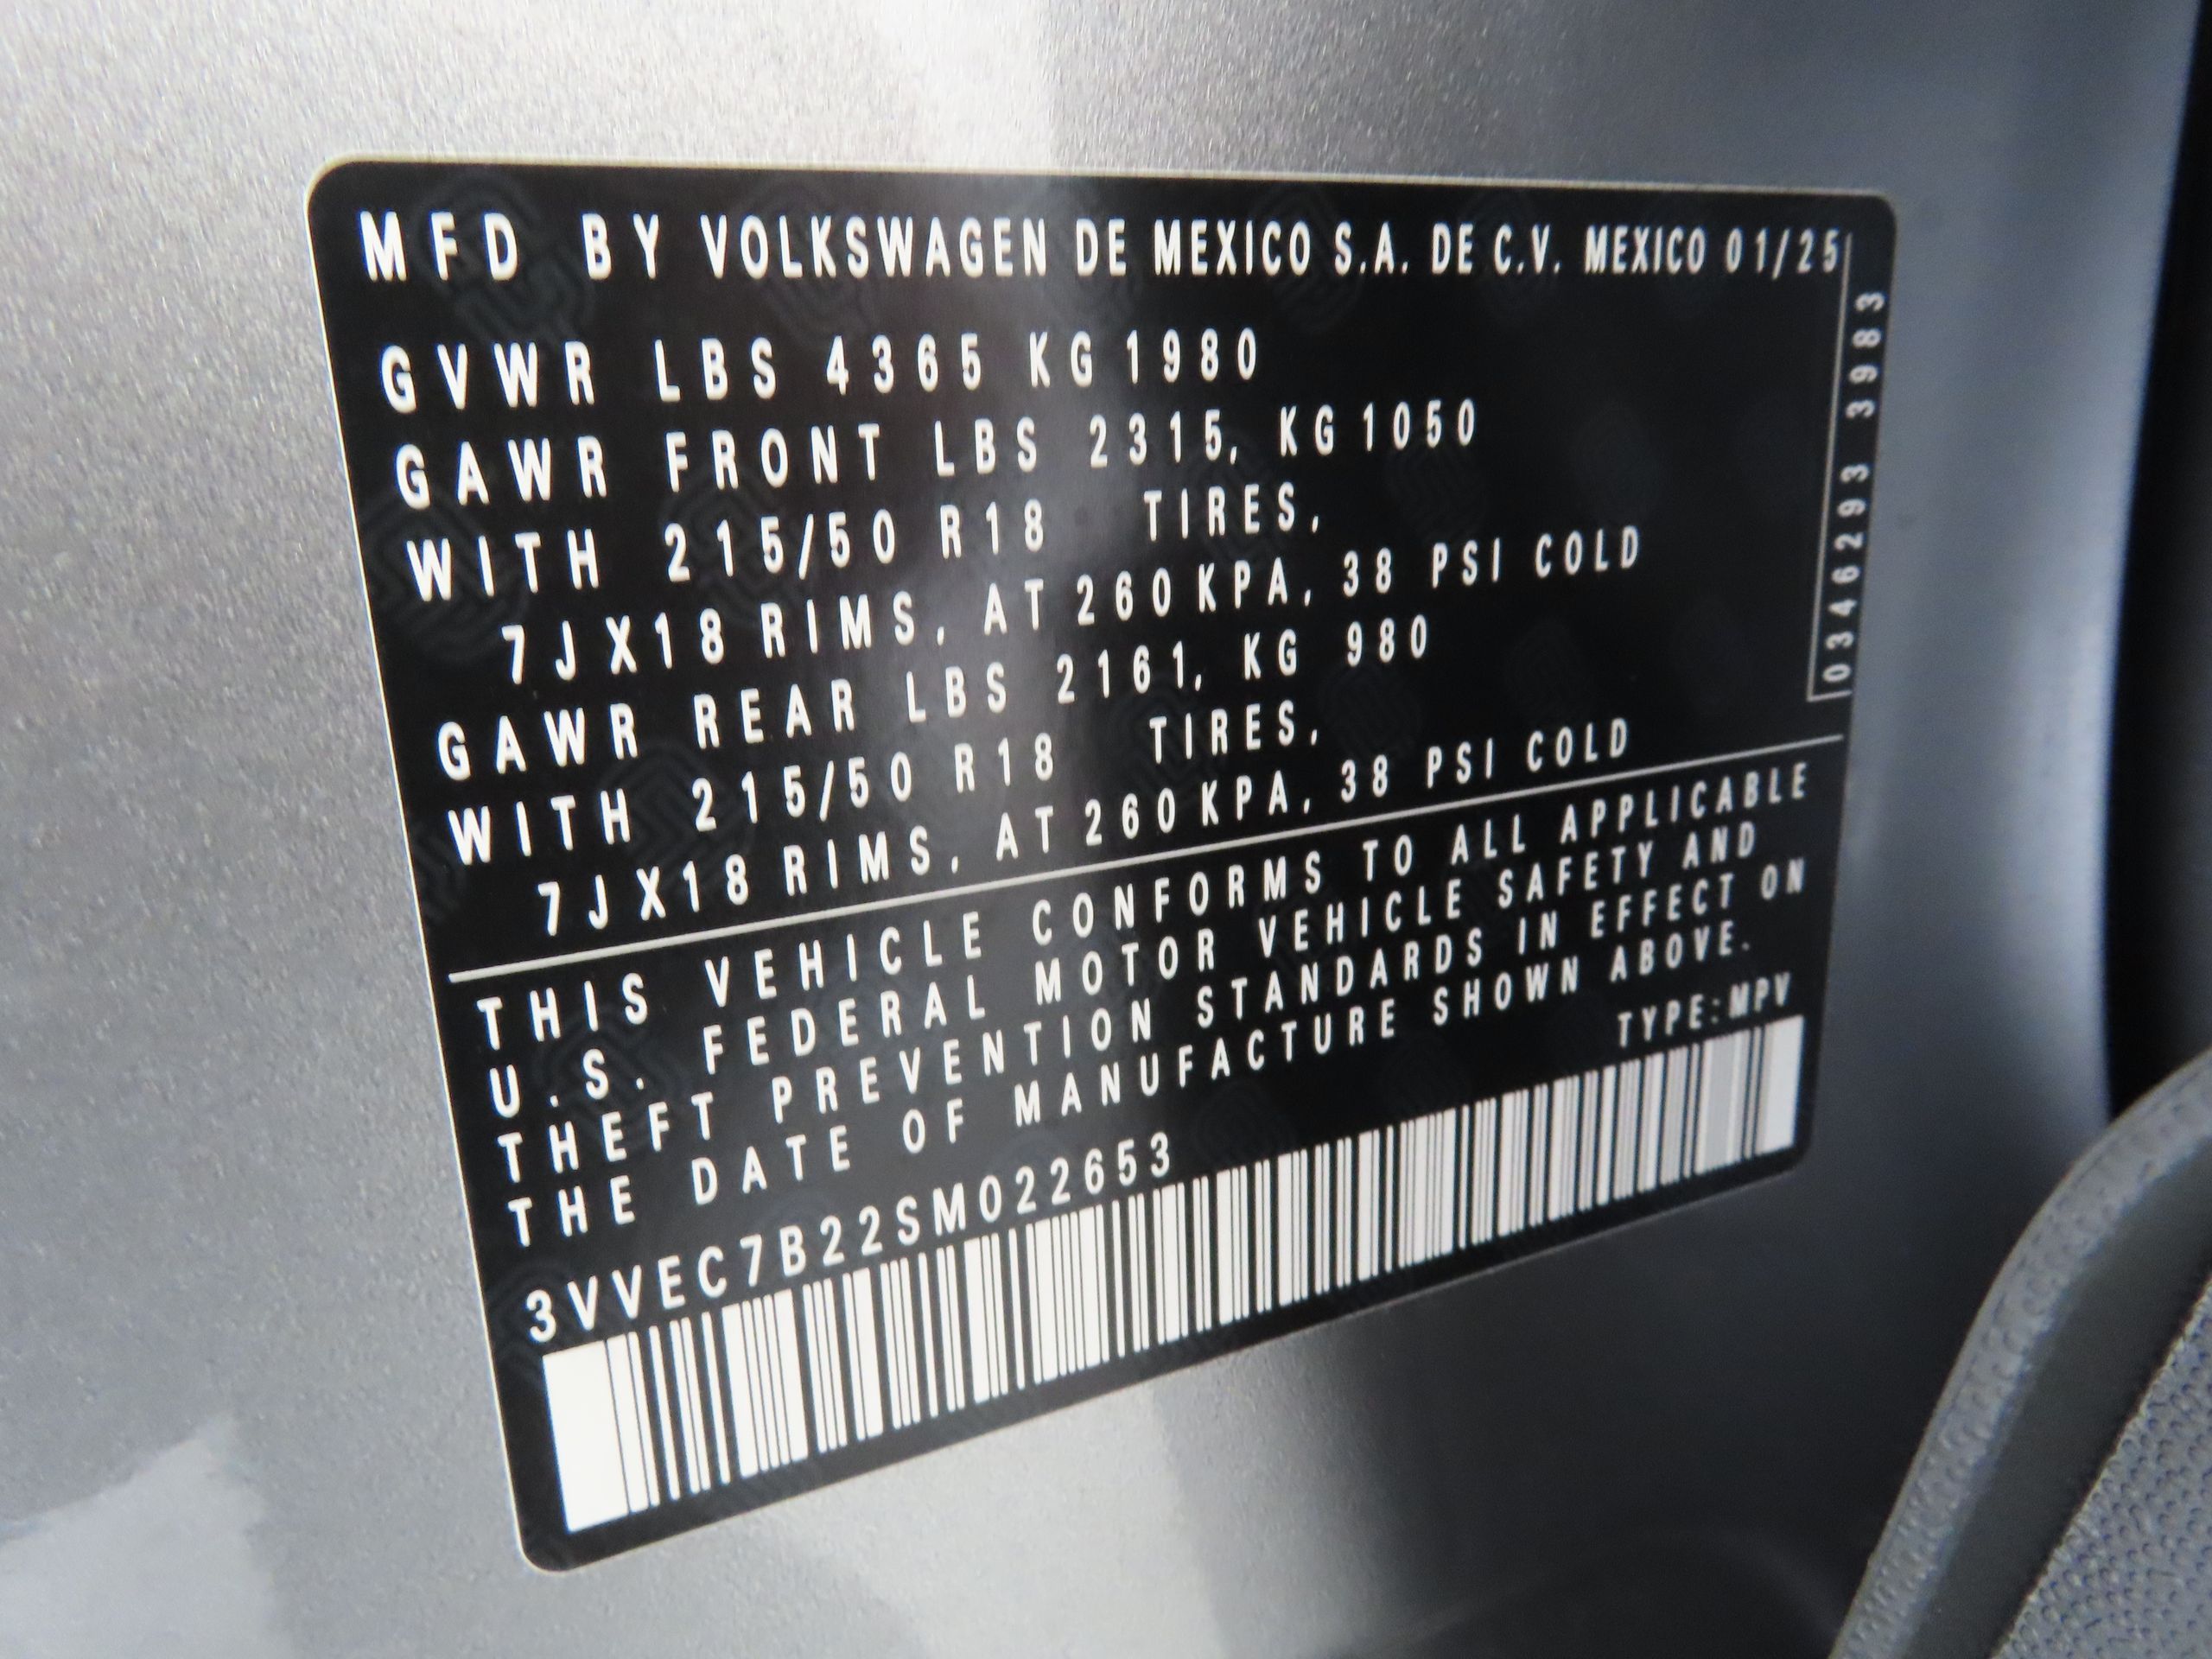 MFD BY VOLKSWAGEN DE MEXICO S.A. DE C.V. MEXICO 01/25
GVWR LBS 4365 KG 1980
GAWR FRONT LBS 2315, KG 1050
WITH 215/50 R18 TIRES,
7JX18 RIMS, AT 260 KPA, 38 PSI COLD
GAWR REAR LBS 2161, KG 980
WITH 215/50 R18 TIRES,
7JX18 RIMS, AT 260 KPA, 38 PSI COLD
0346293 3983
THIS VEHICLE CONFORMS TO ALL APPLICABLE
U.S. FEDERAL MOTOR VEHICLE SAFETY AND
THEFT PREVENTION STANDARDS IN EFFECT ON
THE DATE OF MANUFACTURE SHOWN ABOVE.
TYPE: MPV
3VVEC7B22SM022653